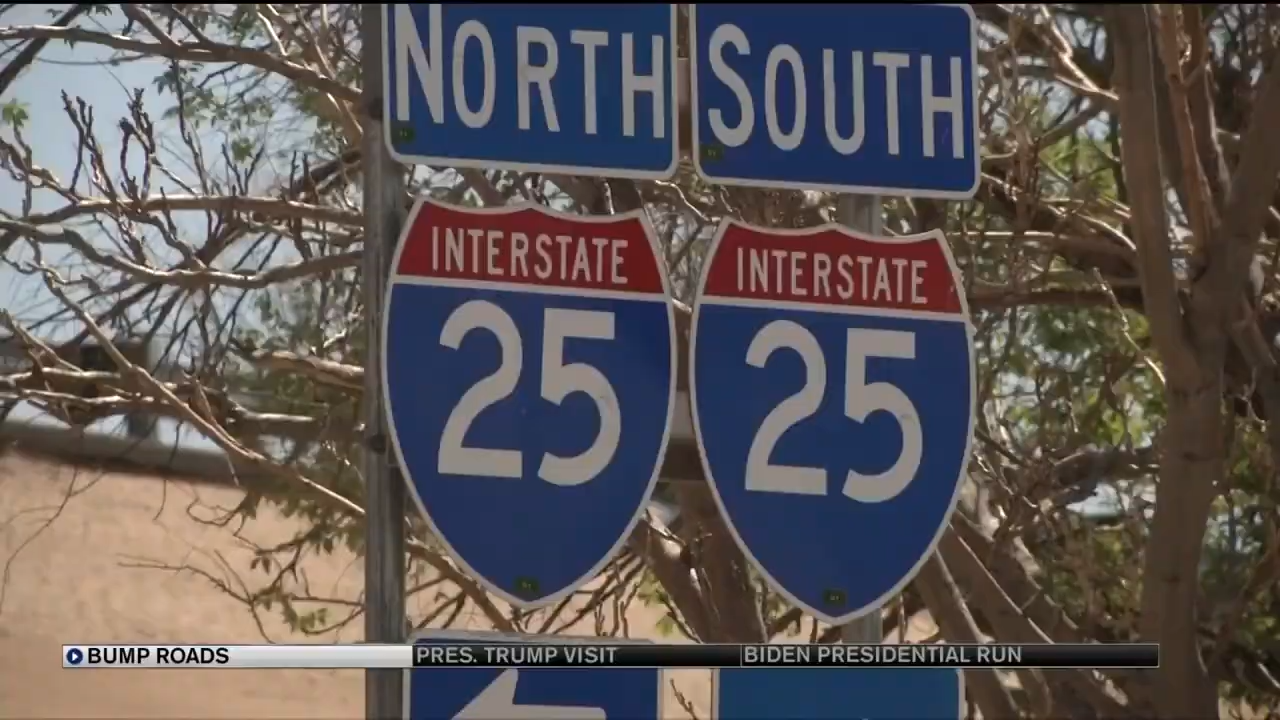 NORTH
SOUTH
INTERSTATE
25
INTERSTATE
25
BUMP ROADS
PRES. TRUMP VISIT
BIDEN PRESIDENTIAL RUN